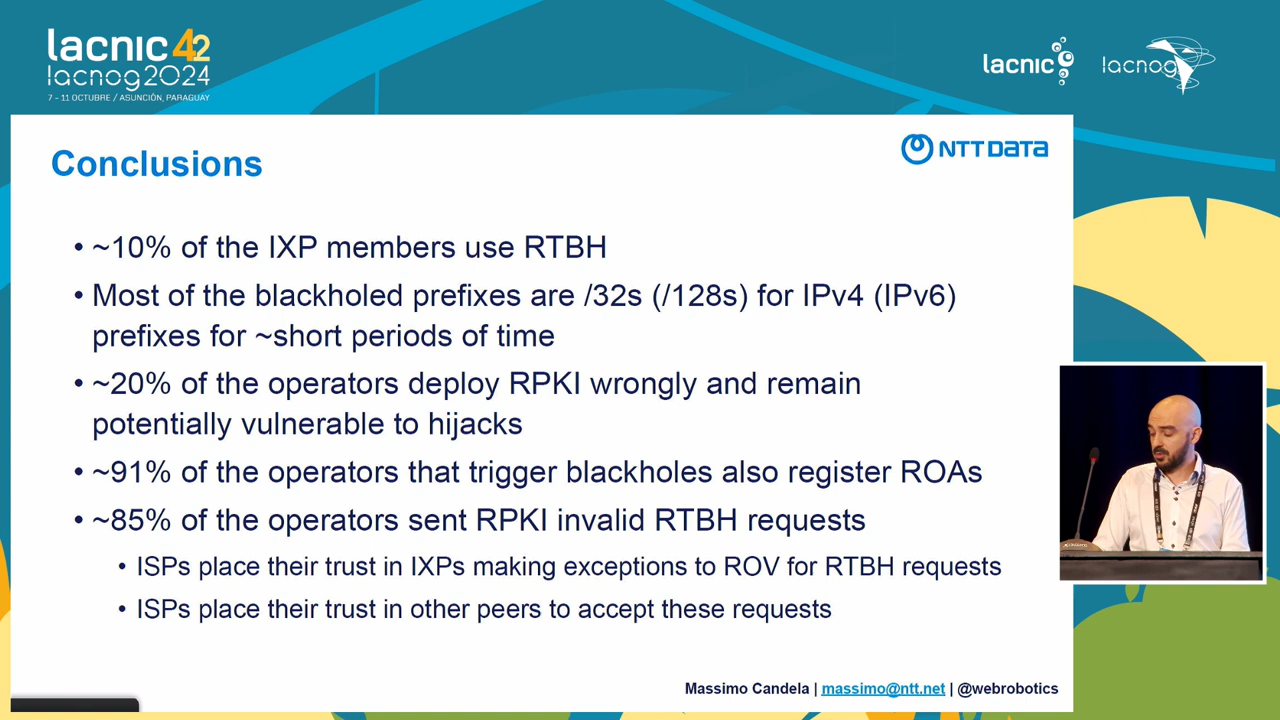 lacnic 42
lacnog 2024
7 - 11 OCTUBRE / ASUNCIÓN, PARAGUAY
lacnic
lacnog
NTT DATA
Conclusions
• ~10% of the IXP members use RTBH
• Most of the blackholed prefixes are /32s (/128s) for IPv4 (IPv6)
prefixes for ~short periods of time
• ~20% of the operators deploy RPKI wrongly and remain
potentially vulnerable to hijacks
• ~91% of the operators that trigger blackholes also register ROAs
• ~85% of the operators sent RPKI invalid RTBH requests
• ISPs place their trust in IXPs making exceptions to ROV for RTBH requests
• ISPs place their trust in other peers to accept these requests
Massimo Candela | massimo@ntt.net | @webrobotics